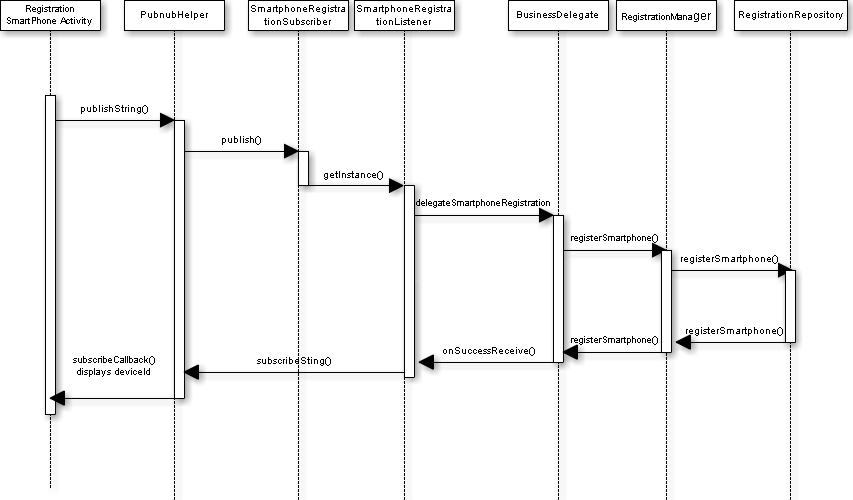 Registration
SmartPhone Activity
PubnubHelper
SmartphoneRegistra
tionSubscriber
SmartphoneRegistra
tionListener
BusinessDelegate
RegistrationManager
RegistrationRepository
publishString()
publish()
getInstance()
delegateSmartphoneRegistration
registerSmartphone()
registerSmartphone()
registerSmartphone()
registerSmartphone()
onSuccessReceive()
subscribeSting()
subscribeCallback()
displays deviceId